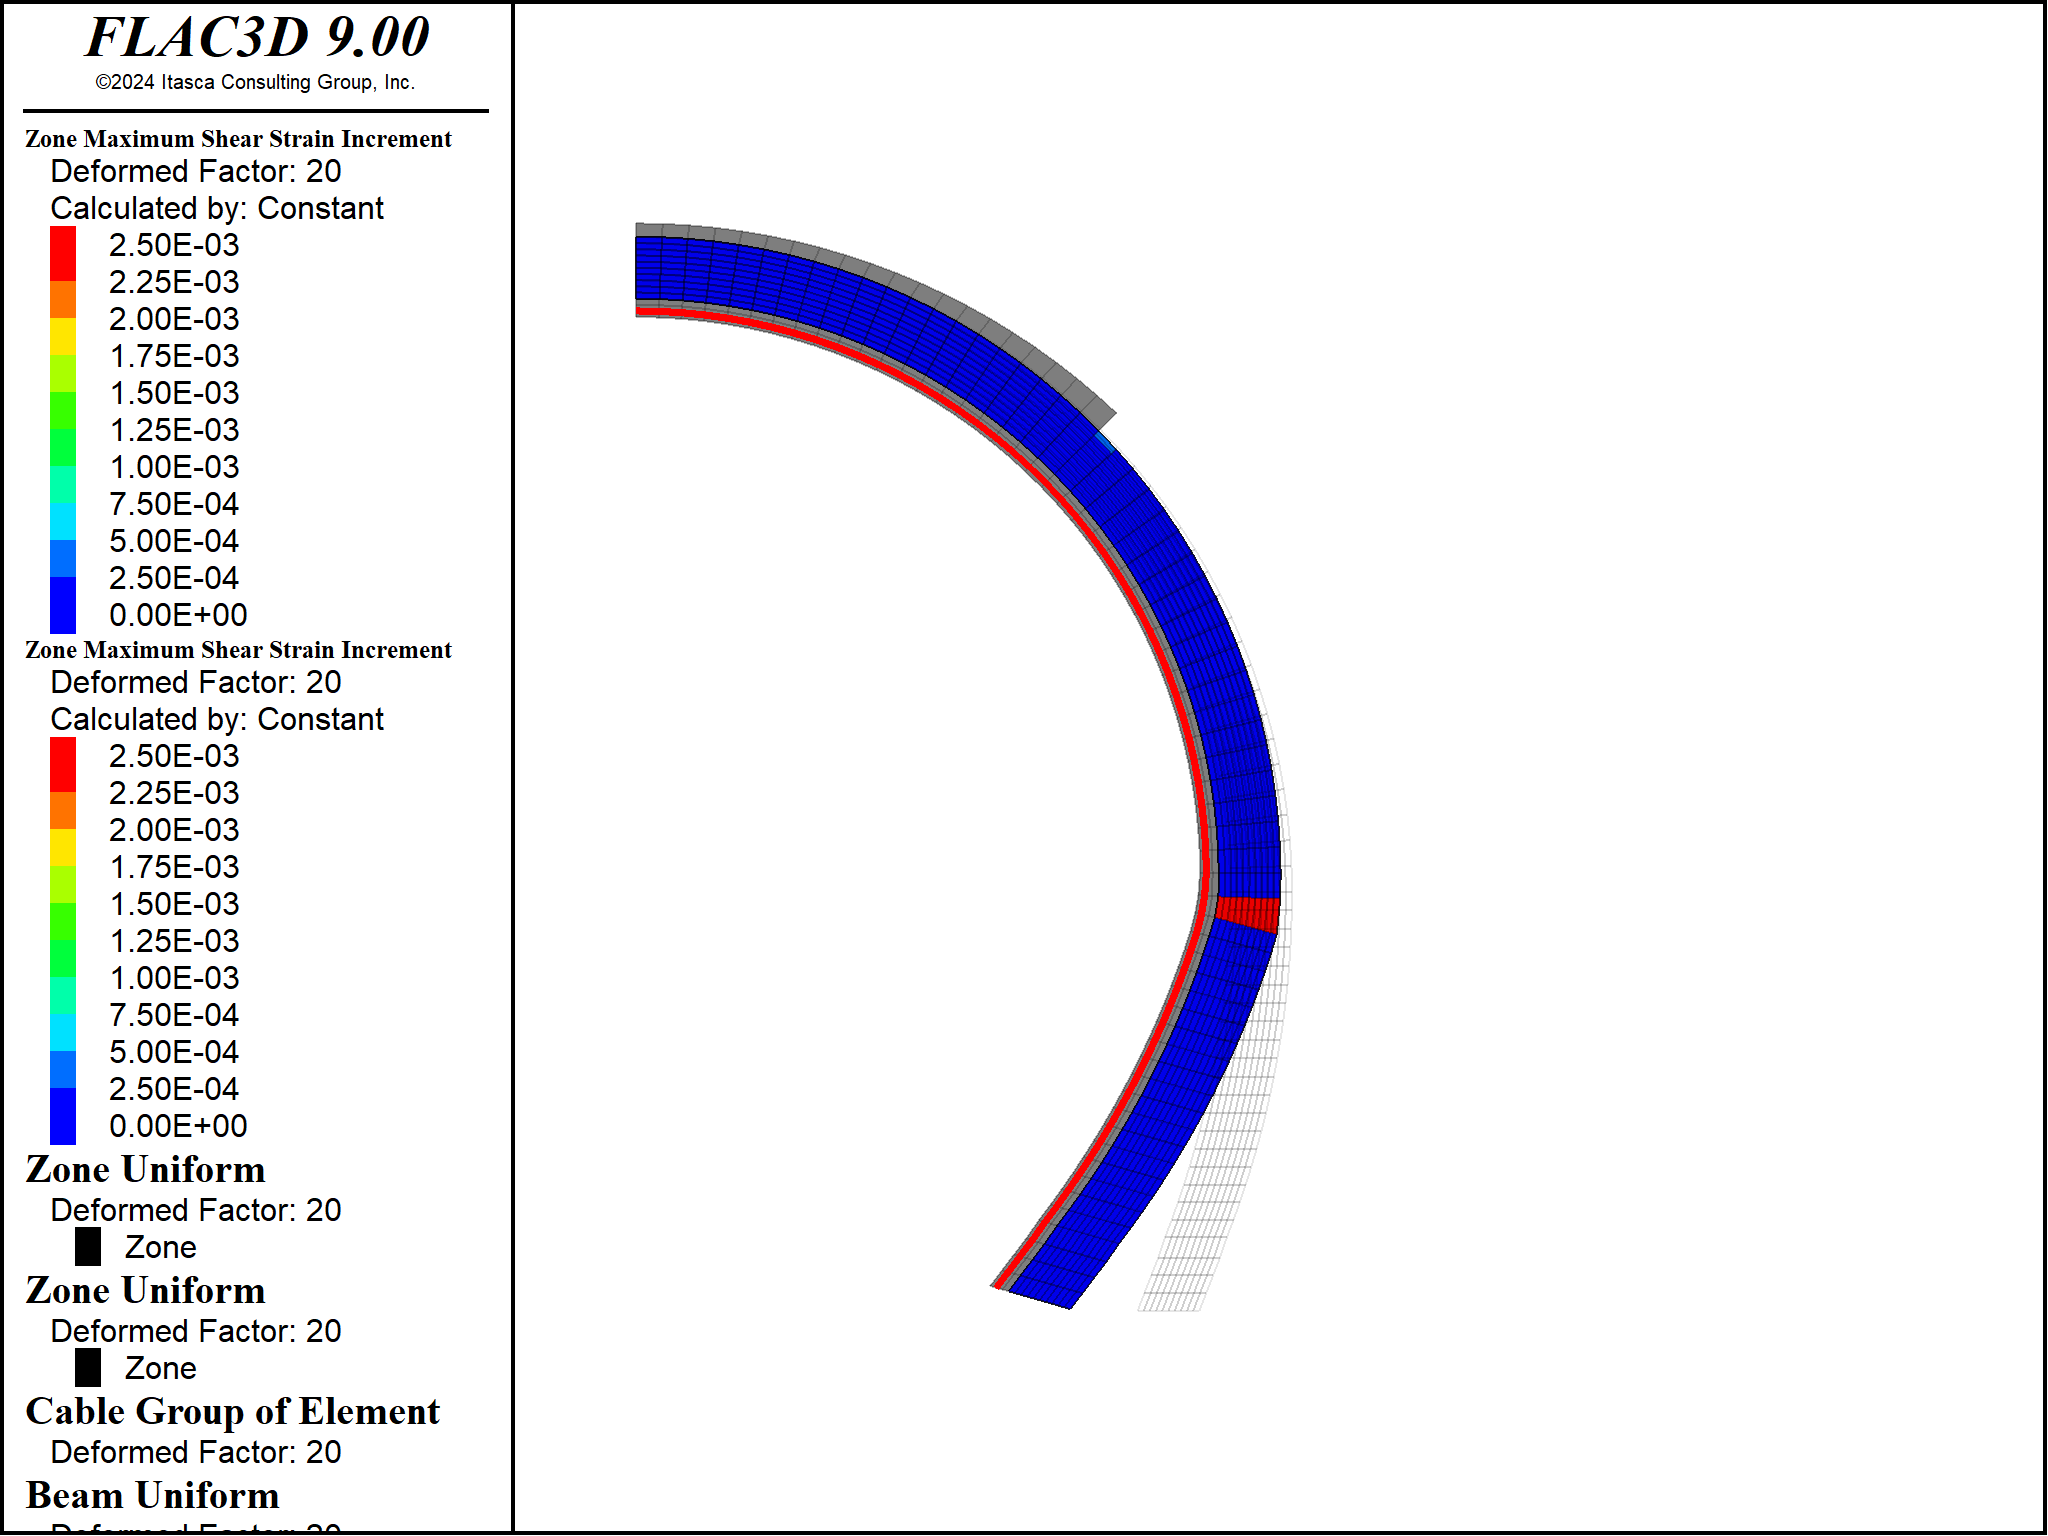 FLAC3D 9.00
©2024 Itasca Consulting Group, Inc.
Zone Maximum Shear Strain Increment
Deformed Factor: 20
Calculated by: Constant
2.50E-03
2.25E-03
2.00E-03
1.75E-03
1.50E-03
1.25E-03
1.00E-03
7.50E-04
5.00E-04
2.50E-04
0.00E+00
Zone Maximum Shear Strain Increment
Deformed Factor: 20
Calculated by: Constant
2.50E-03
2.25E-03
2.00E-03
1.75E-03
1.50E-03
1.25E-03
1.00E-03
7.50E-04
5.00E-04
2.50E-04
0.00E+00
Zone Uniform
Deformed Factor: 20
Zone
Zone Uniform
Deformed Factor: 20
Zone
Cable Group of Element
Deformed Factor: 20
Beam Uniform
Deformed Factor: 20